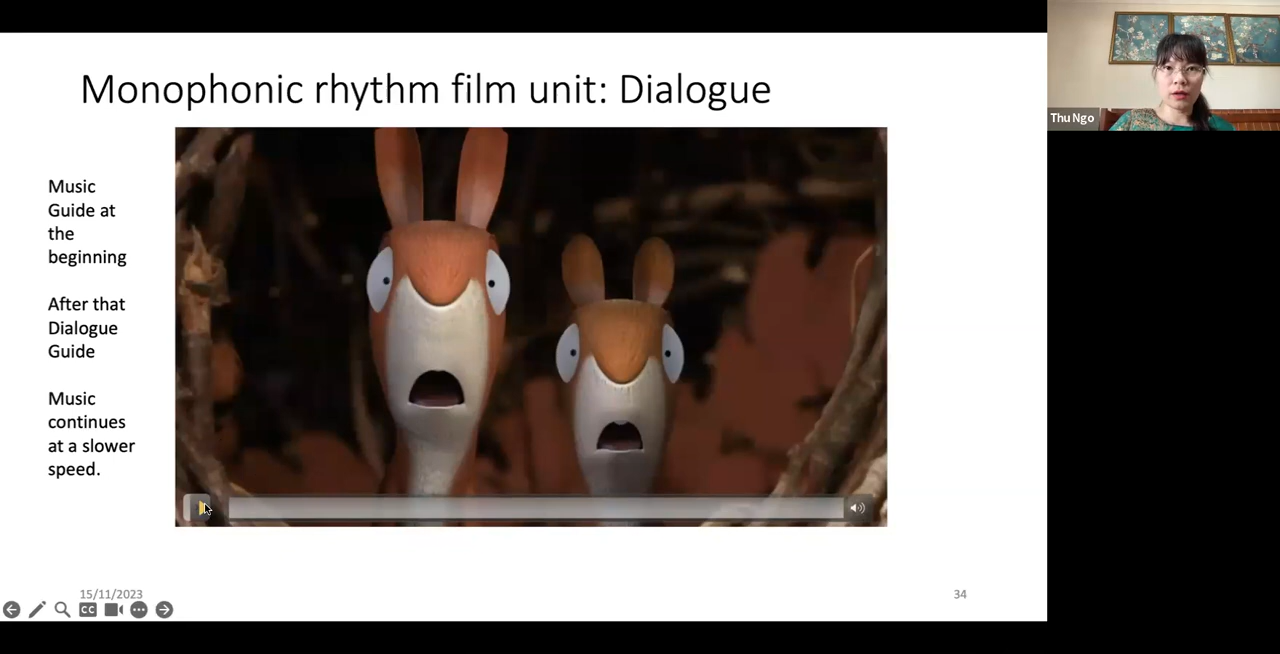 Monophonic rhythm film unit: Dialogue
Music
Guide at
the
beginning
After that
Dialogue
Guide
Music
continues
at a slower
speed.
15/11/2023
34
CC
Thu Ngo